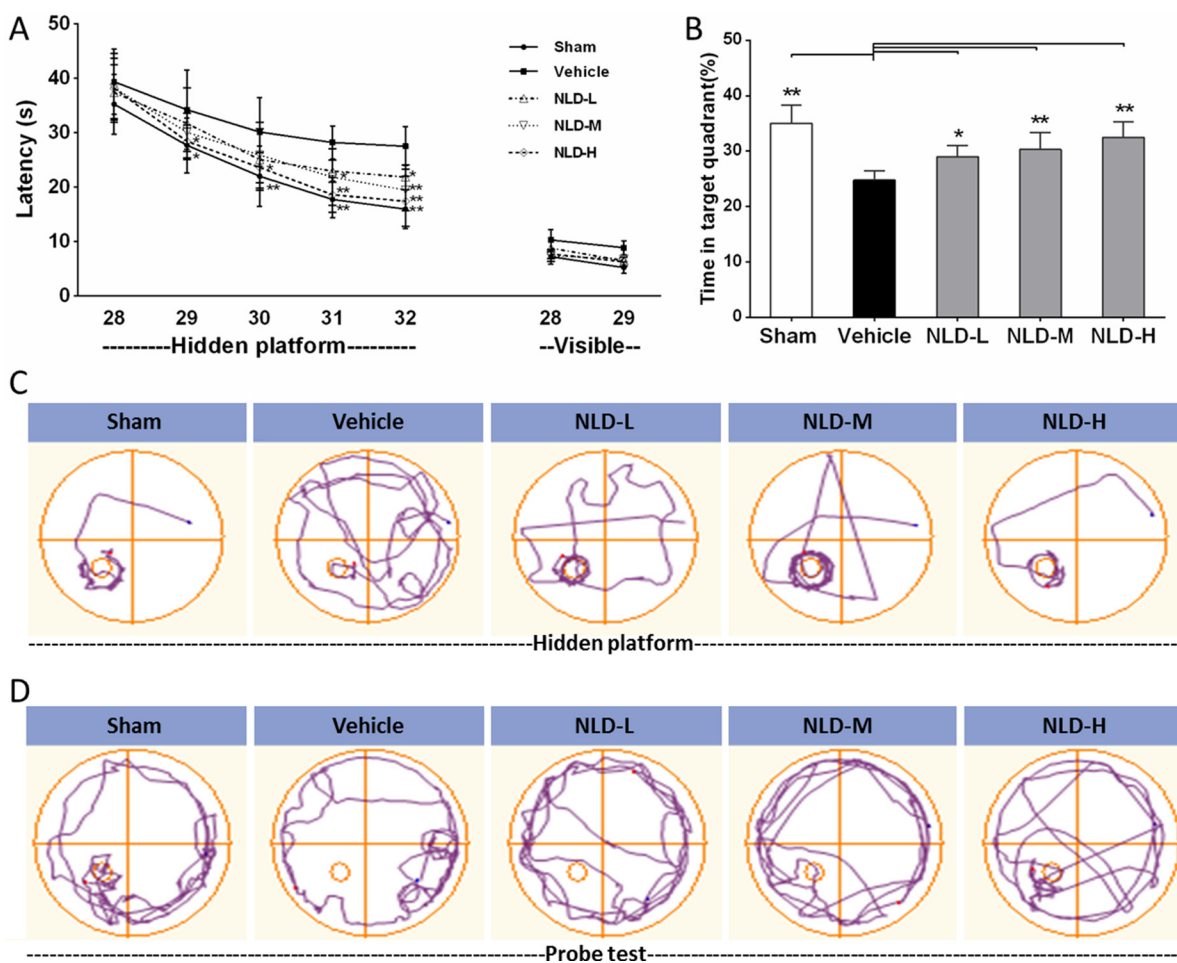 A
50
40
30
20
10
0
Latency (s)
28 29 30 31 32 28 29
---------Hidden platform--------- --Visible--
Sham
Vehicle
NLD-L
NLD-M
NLD-H
* * * ** * * ** ** * ** **
B
50
40
30
20
10
0
Time in target quadrant(%)
** * ** **
Sham Vehicle NLD-L NLD-M NLD-H
C
Sham Vehicle NLD-L NLD-M NLD-H
Hidden platform
D
Sham Vehicle NLD-L NLD-M NLD-H
Probe test